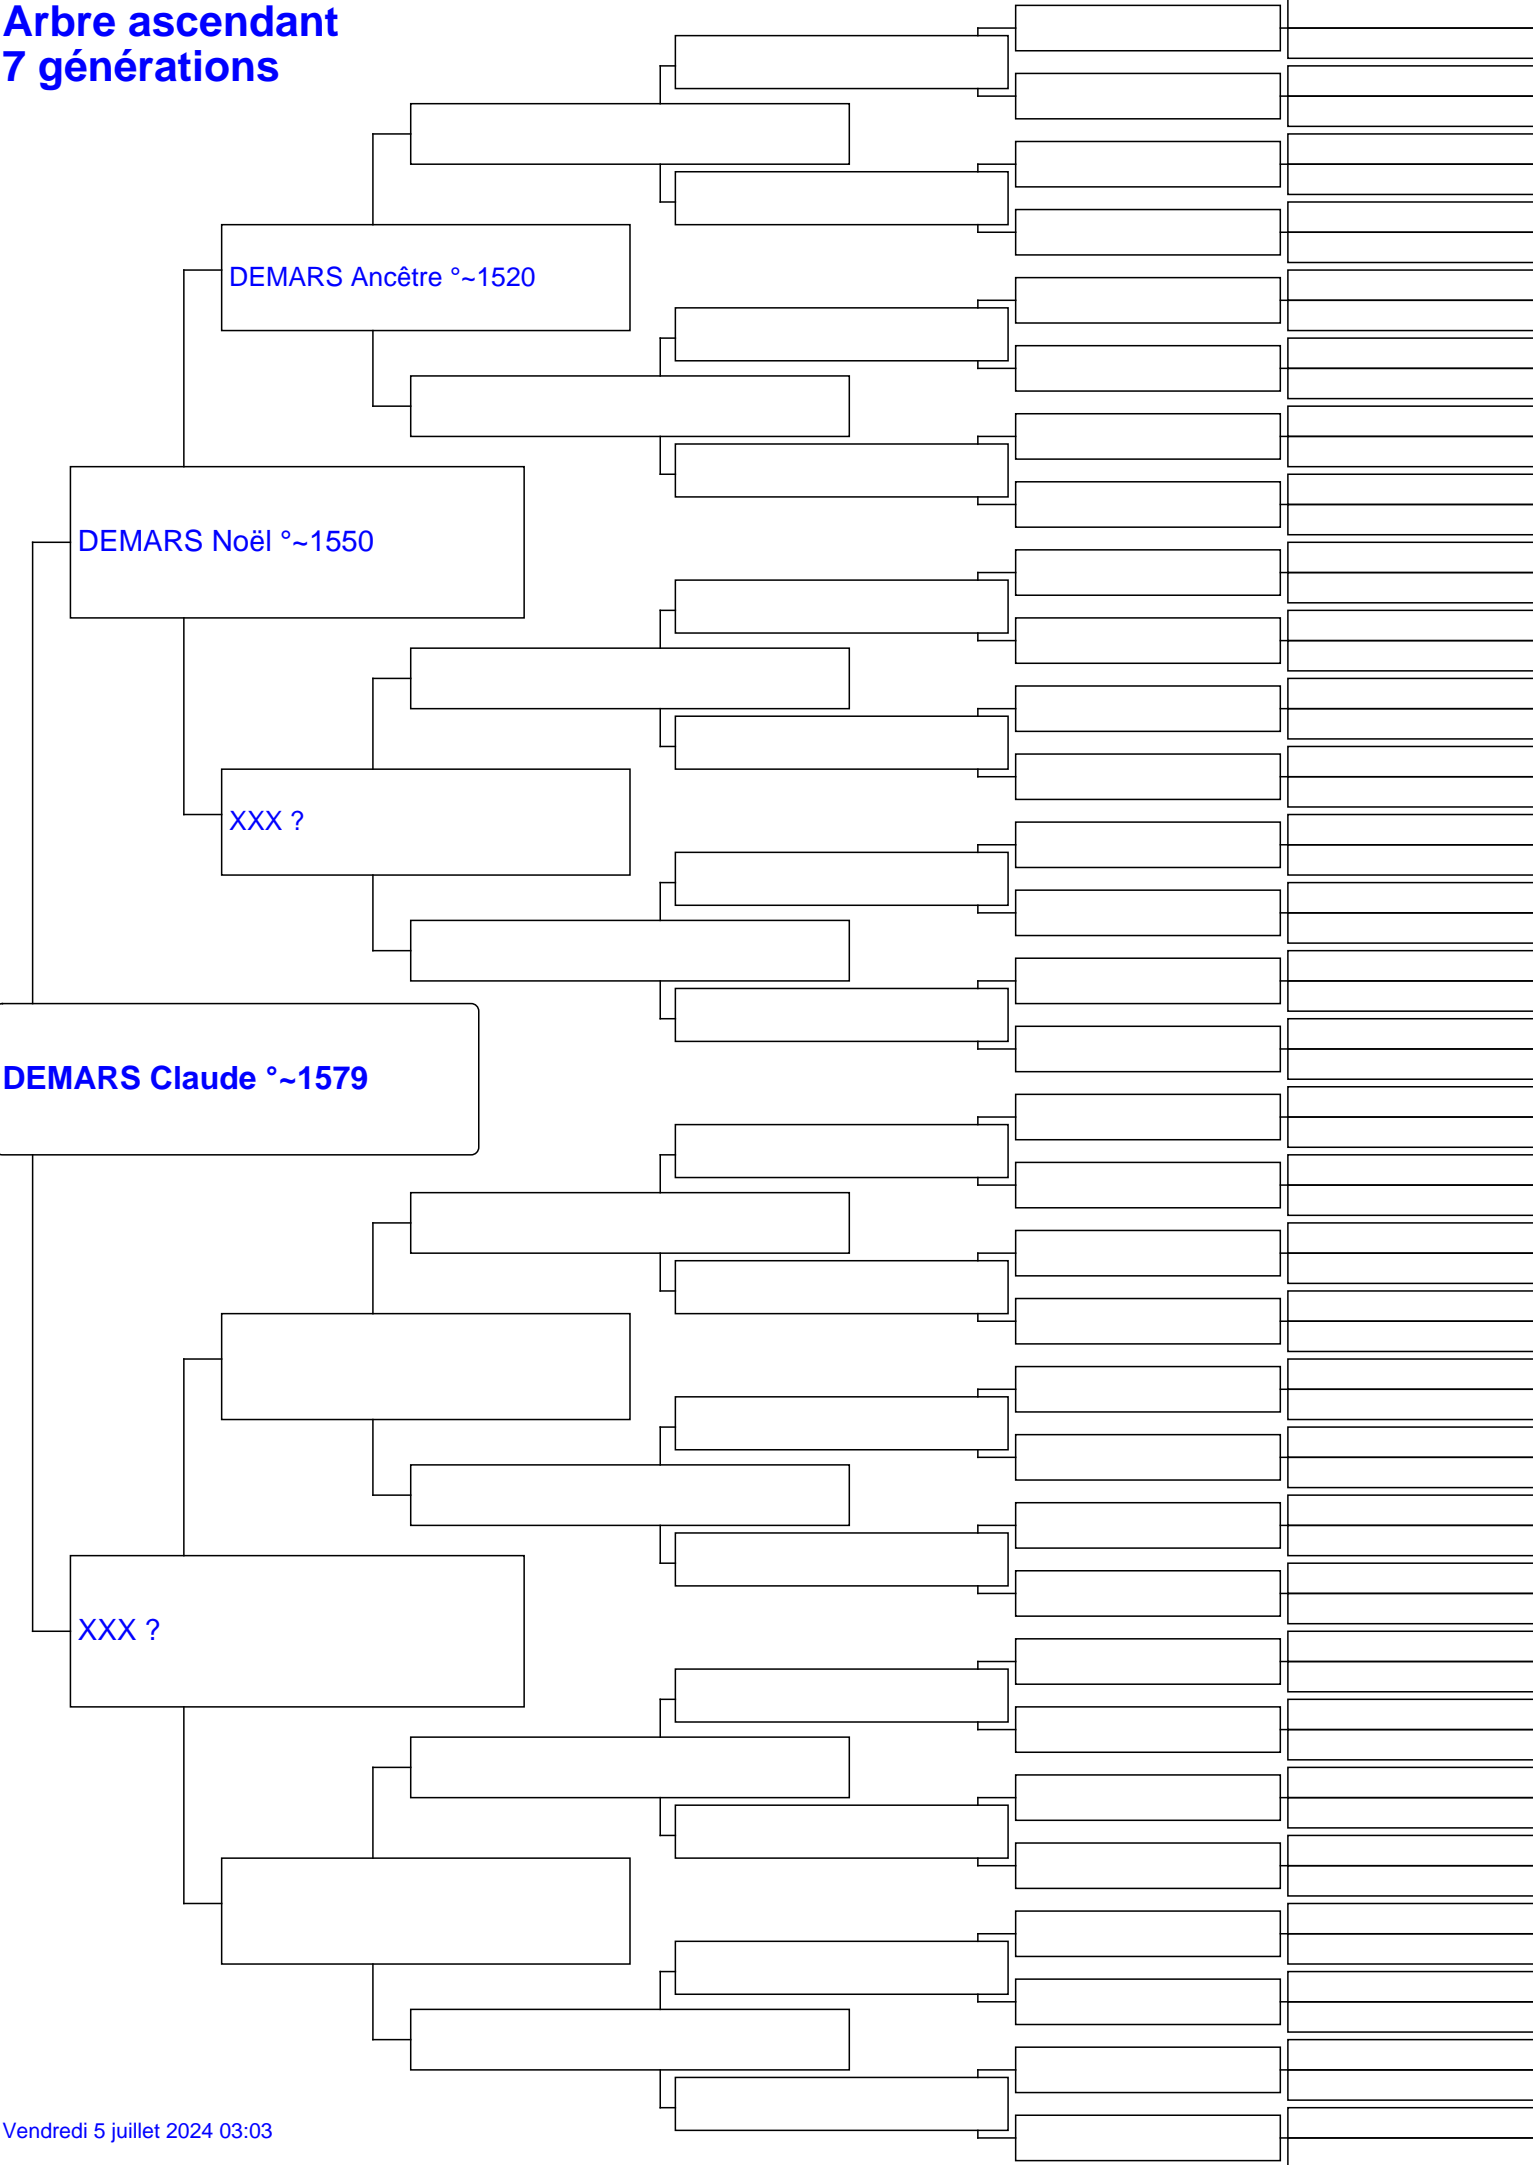 Arbre ascendant
7 générations
DEMARS Ancêtre °~1520
DEMARS Noël °~1550
XXX ?
DEMARS Claude °~1579
XXX ?
Vendredi 5 juillet 2024 03:03